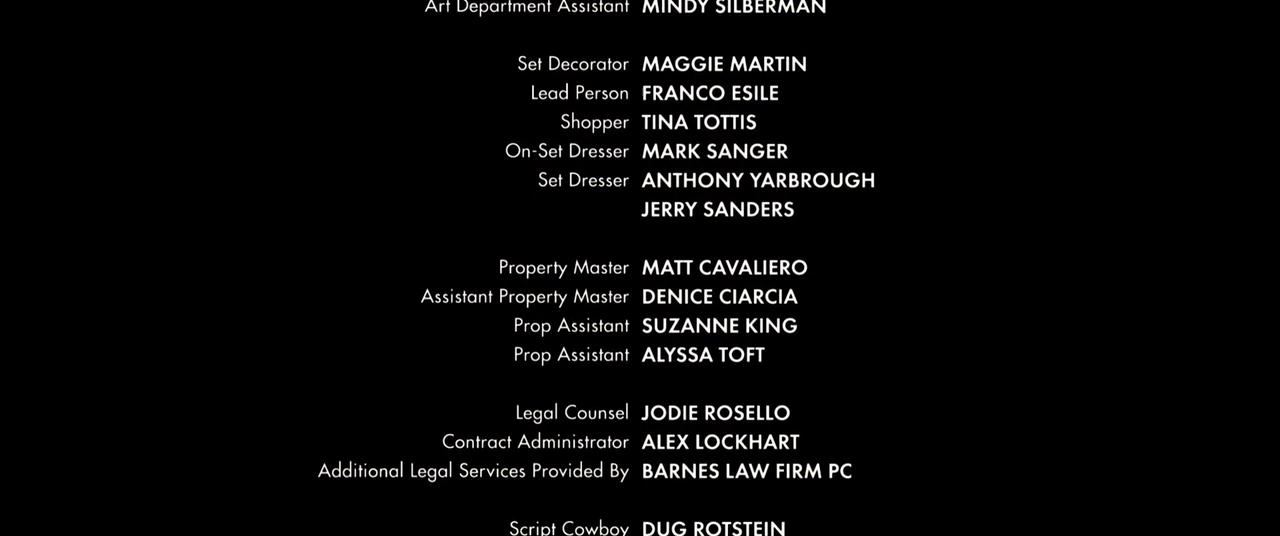 Art Department Assistant MINDY SILBERMAN
Set Decorator MAGGIE MARTIN
Lead Person FRANCO ESILE
Shopper TINA TOTTIS
On-Set Dresser MARK SANGER
Set Dresser ANTHONY YARBROUGH
JERRY SANDERS
Property Master MATT CAVALIERO
Assistant Property Master DENICE CIARCIA
Prop Assistant SUZANNE KING
Prop Assistant ALYSSA TOFT
Legal Counsel JODIE ROSELLO
Contract Administrator ALEX LOCKHART
Additional Legal Services Provided By BARNES LAW FIRM PC
Script Cowboy DUG ROTSTEIN